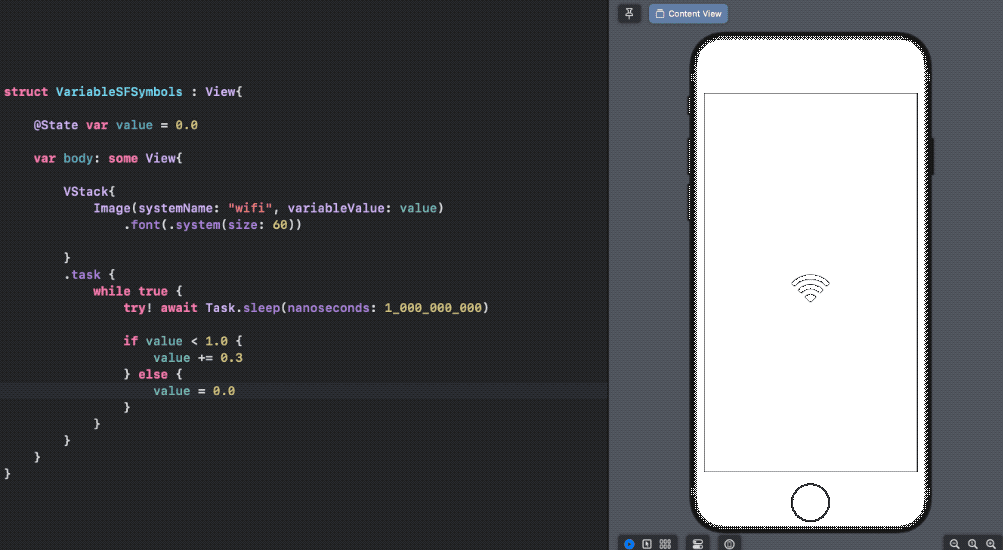 Content View
struct VariableSFSymbols : View{
@State var value = 0.0
var body: some View{
VStack{
Image(systemName: "wifi", variableValue: value)
.font(.system(size: 60))
}
.task {
while true {
try! await Task.sleep(nanoseconds: 1_000_000_000)
if value < 1.0 {
value += 0.3
} else {
value = 0.0
}
}
}
}
}